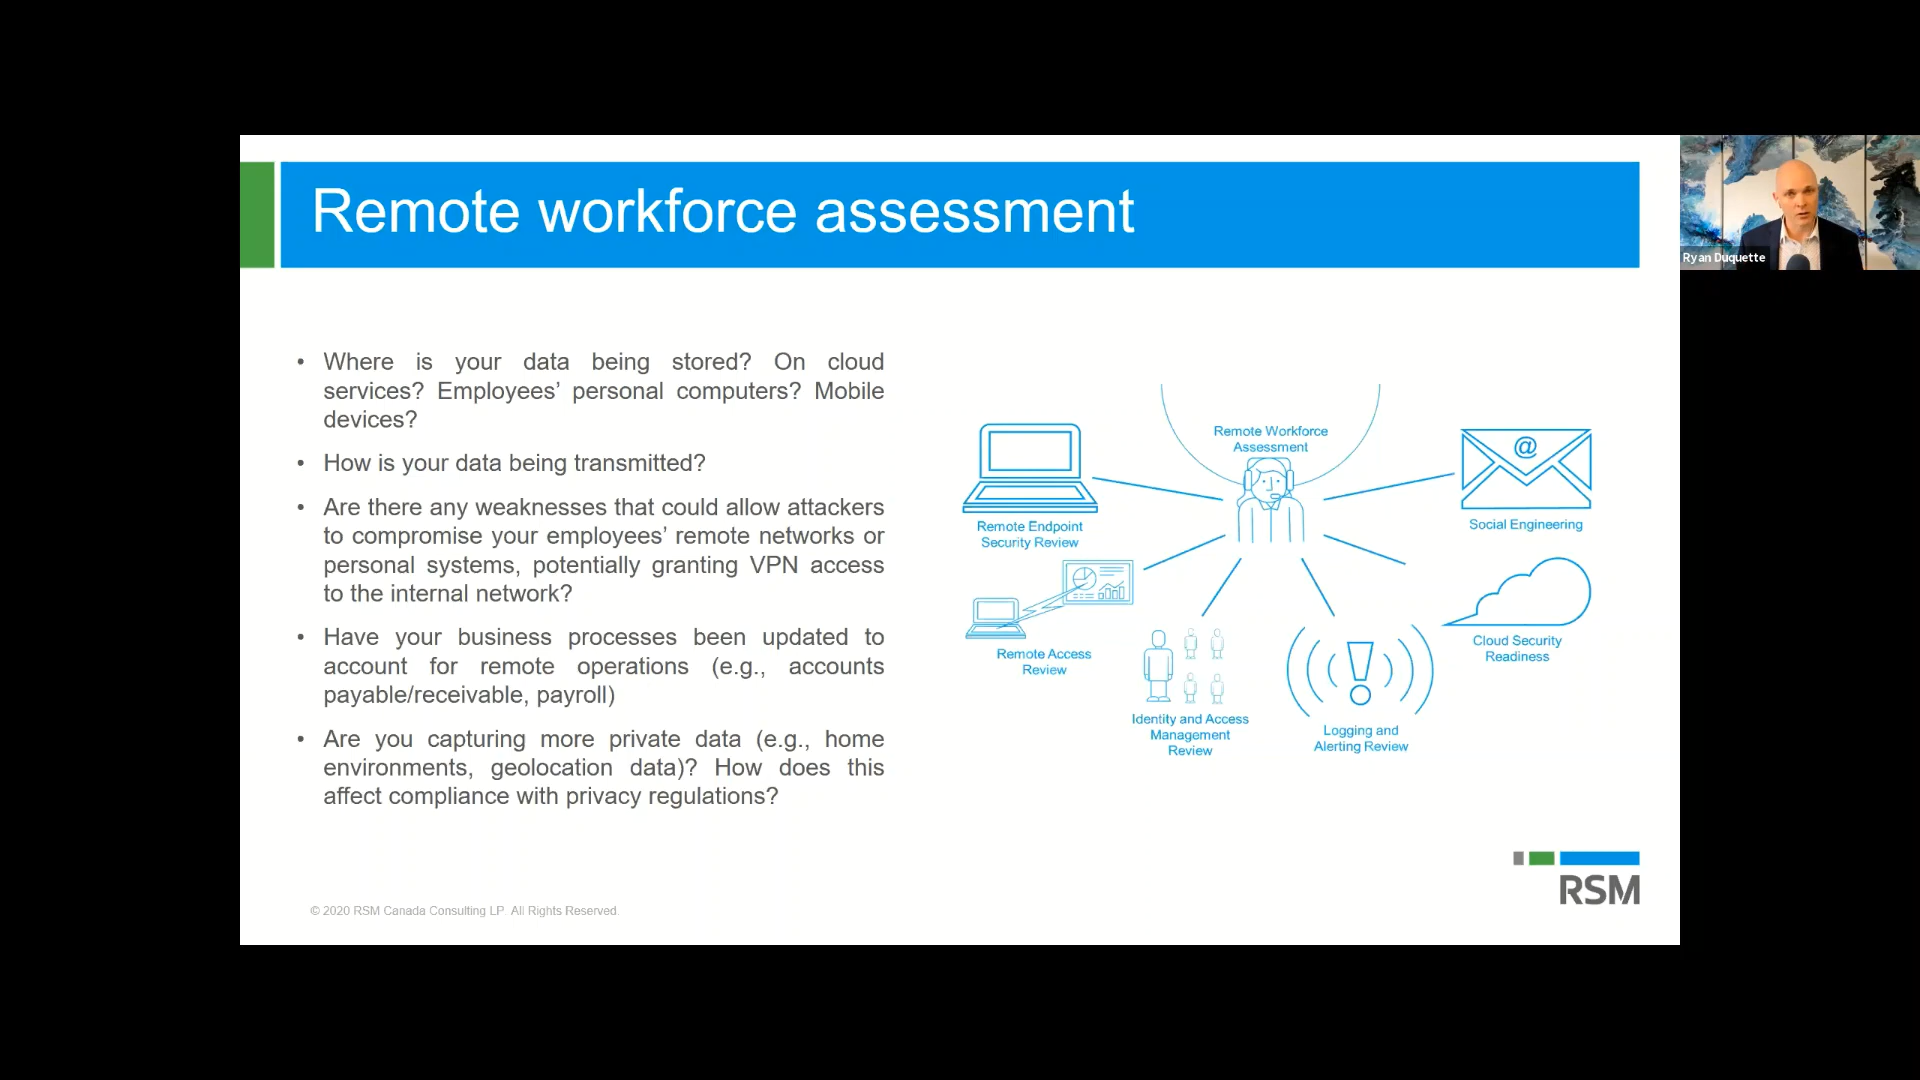 Remote workforce assessment
Ryan Duquette
• Where is your data being stored? On cloud
services? Employees’ personal computers? Mobile
devices?
• How is your data being transmitted?
• Are there any weaknesses that could allow attackers
to compromise your employees’ remote networks or
personal systems, potentially granting VPN access
to the internal network?
• Have your business processes been updated to
account for remote operations (e.g., accounts
payable/receivable, payroll)
• Are you capturing more private data (e.g., home
environments, geolocation data)? How does this
affect compliance with privacy regulations?
Remote Workforce
Assessment
Remote Endpoint
Security Review
@
Social Engineering
Remote Access
Review
Cloud Security
Readiness
Identity and Access
Management
Review
Logging and
Alerting Review
RSM
© 2020 RSM Canada Consulting LP. All Rights Reserved.